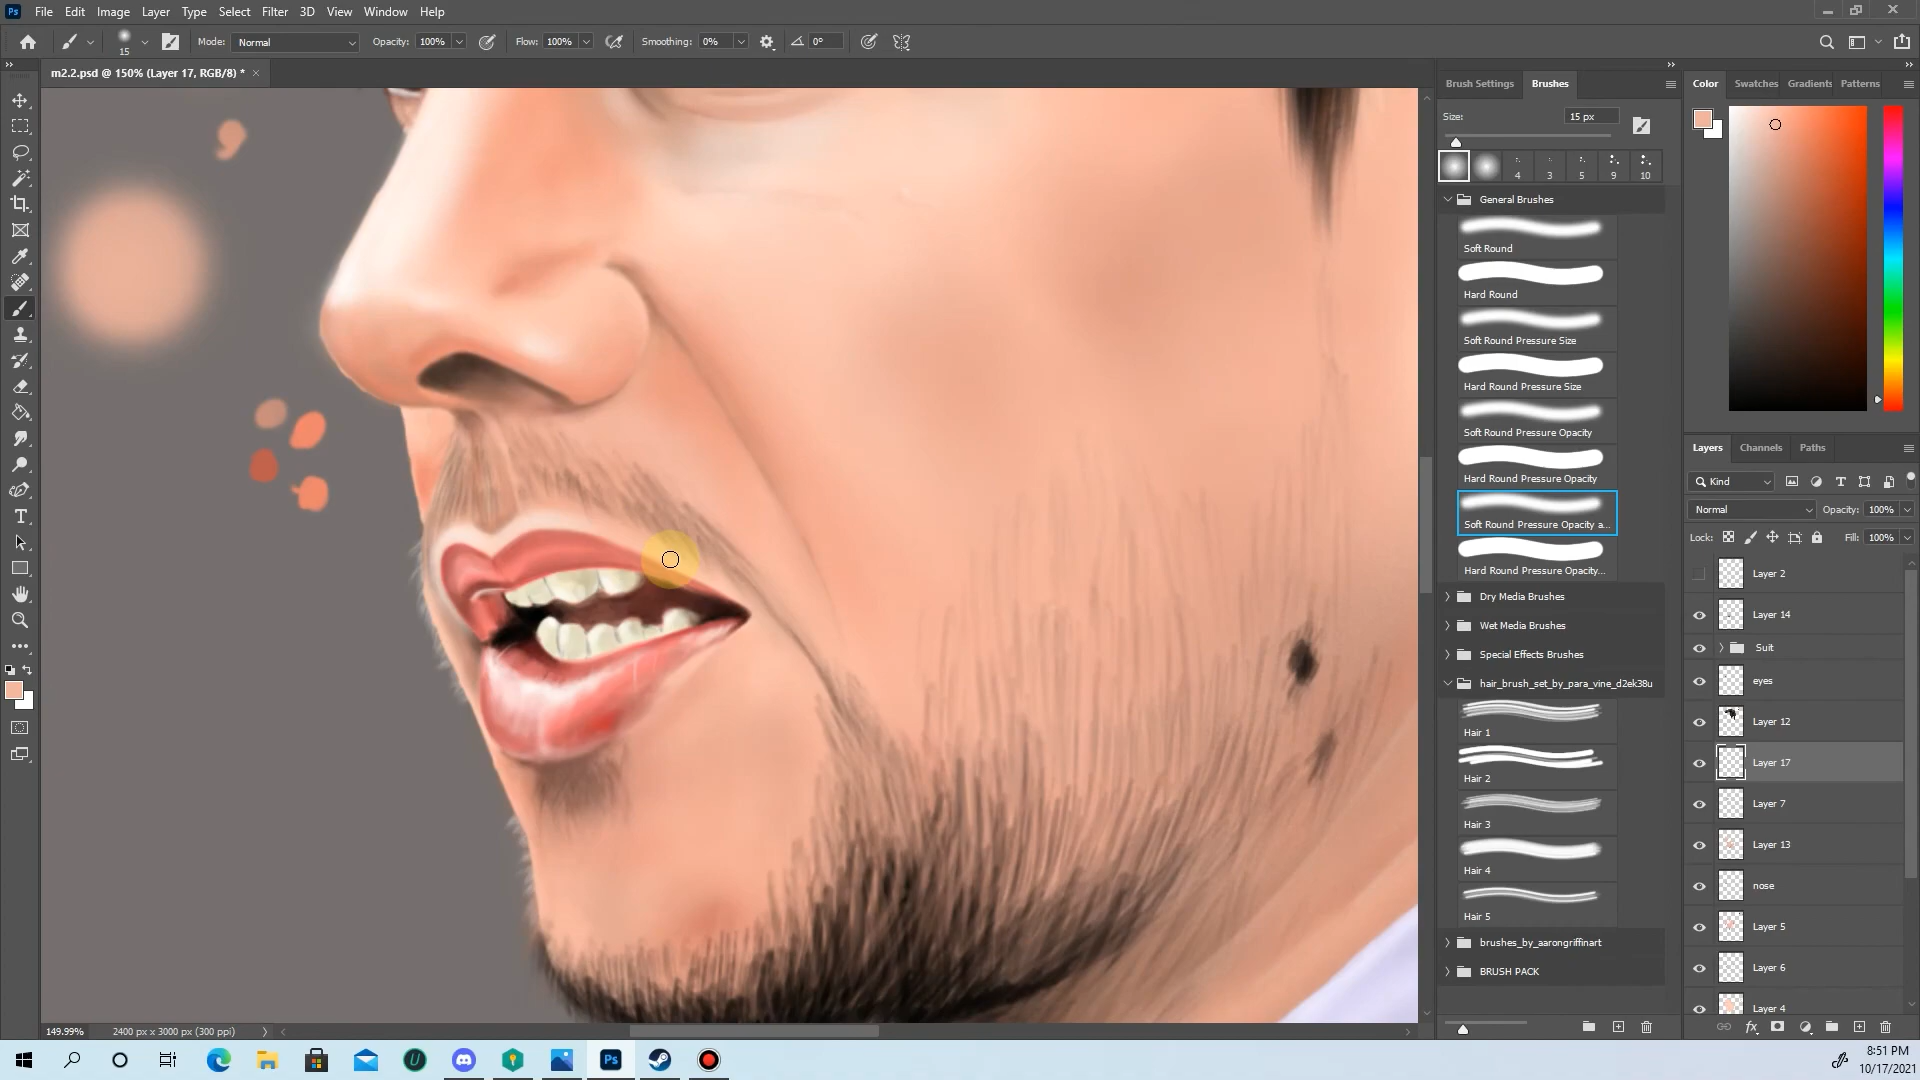 Ps File Edit Image Layer Type Select Filter 3D View Window Help
15 Mode: Normal Opacity: 100% Flow: 100% Smoothing: 0% 0°
m2.2.psd @ 150% (Layer 17, RGB/8) *
Brush Settings Brushes
Size: 15 px
4 3 5 9 10
General Brushes
Soft Round
Hard Round
Soft Round Pressure Size
Hard Round Pressure Size
Soft Round Pressure Opacity
Hard Round Pressure Opacity
Soft Round Pressure Opacity a...
Hard Round Pressure Opacity...
Dry Media Brushes
Wet Media Brushes
Special Effects Brushes
hair_brush_set_by_para_vine_d2ek38u
Hair 1
Hair 2
Hair 3
Hair 4
Hair 5
brushes_by_aarongriffinart
BRUSH PACK
Color Swatches Gradients Patterns
Layers Channels Paths
Kind
Normal Opacity: 100%
Lock: Fill: 100%
Layer 2
Layer 14
Suit
eyes
Layer 12
Layer 17
Layer 7
Layer 13
nose
Layer 5
Layer 6
Layer 4
149.99% 2400 px x 3000 px (300 ppi)
Ps
8:51 PM
10/17/2021